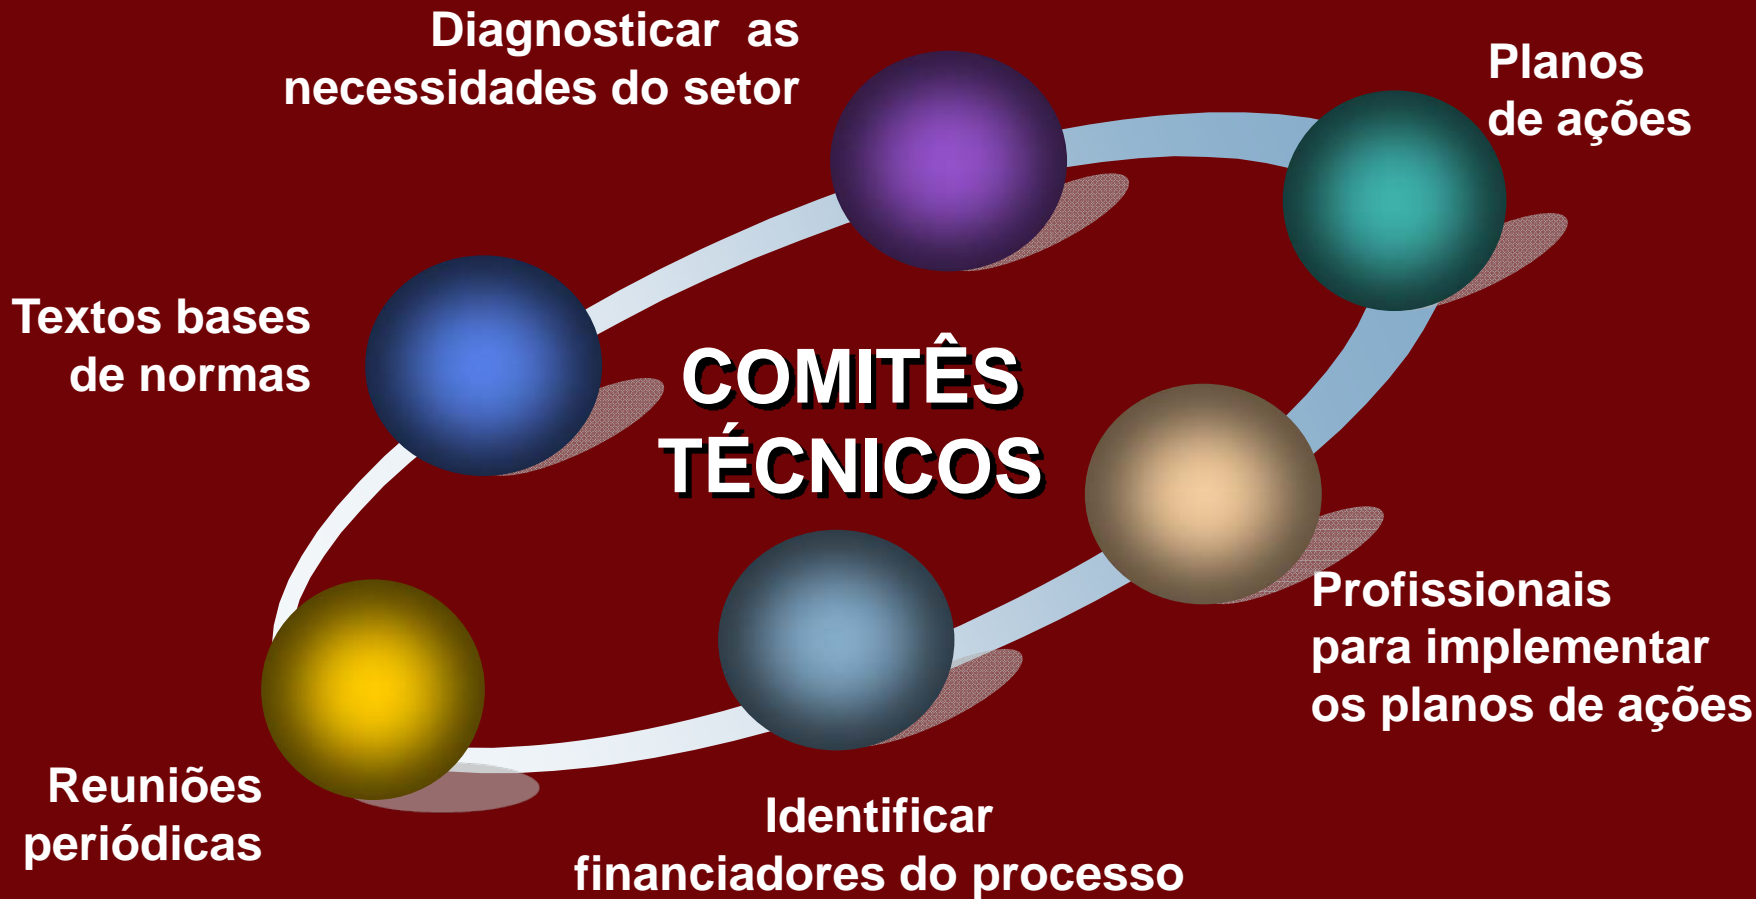 Diagnosticar as
necessidades do setor
Planos
de ações
Textos bases
de normas
COMITÊS
TÉCNICOS
Profissionais
para implementar
os planos de ações
Reuniões
periódicas
Identificar
financiadores do processo